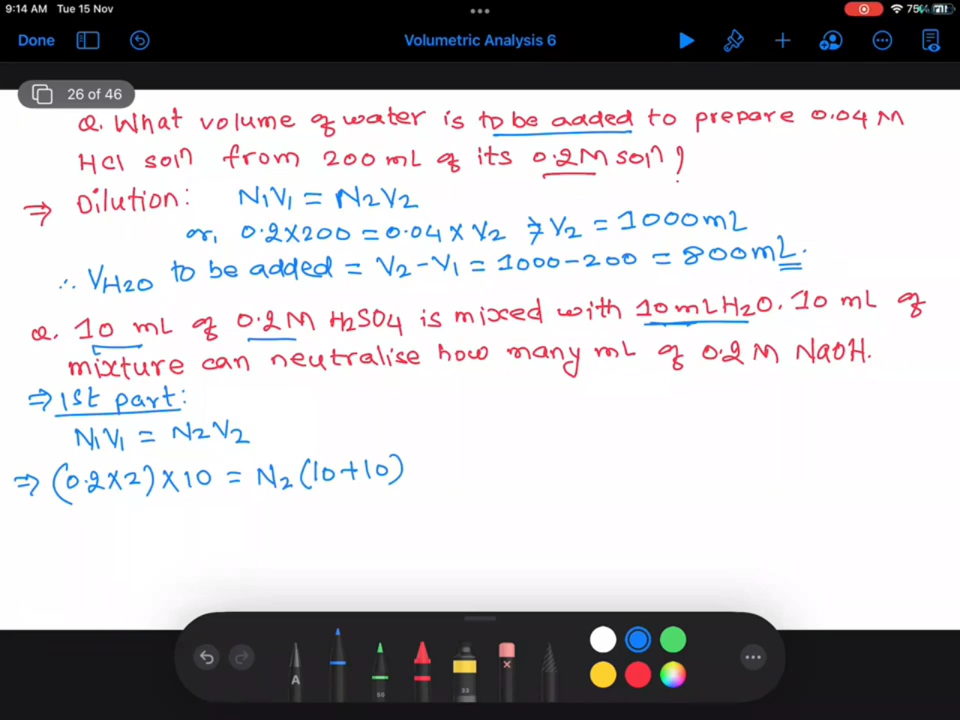 9:14 AM Tue 15 Nov
75%
Done
Volumetric Analysis 6
26 of 46
Q. What volume of water is to be added to prepare 0.04 M
HCl soln from 200 mL of its 0.2M soln?
⇒ Dilution: N1V1 = N2V2
or, 0.2×200 = 0.04 × V2 ⇒ V2 = 1000mL
∴ VH2O to be added = V2-V1 = 1000-200 = 800mL.
Q. 10 mL of 0.2M H2SO4 is mixed with 10mL H2O. 10 mL of
mixture can neutralise how many mL of 0.2 M NaOH.
⇒ 1st part:
N1V1 = N2V2
⇒ (0.2×2)×10 = N2(10+10)
A
50
33